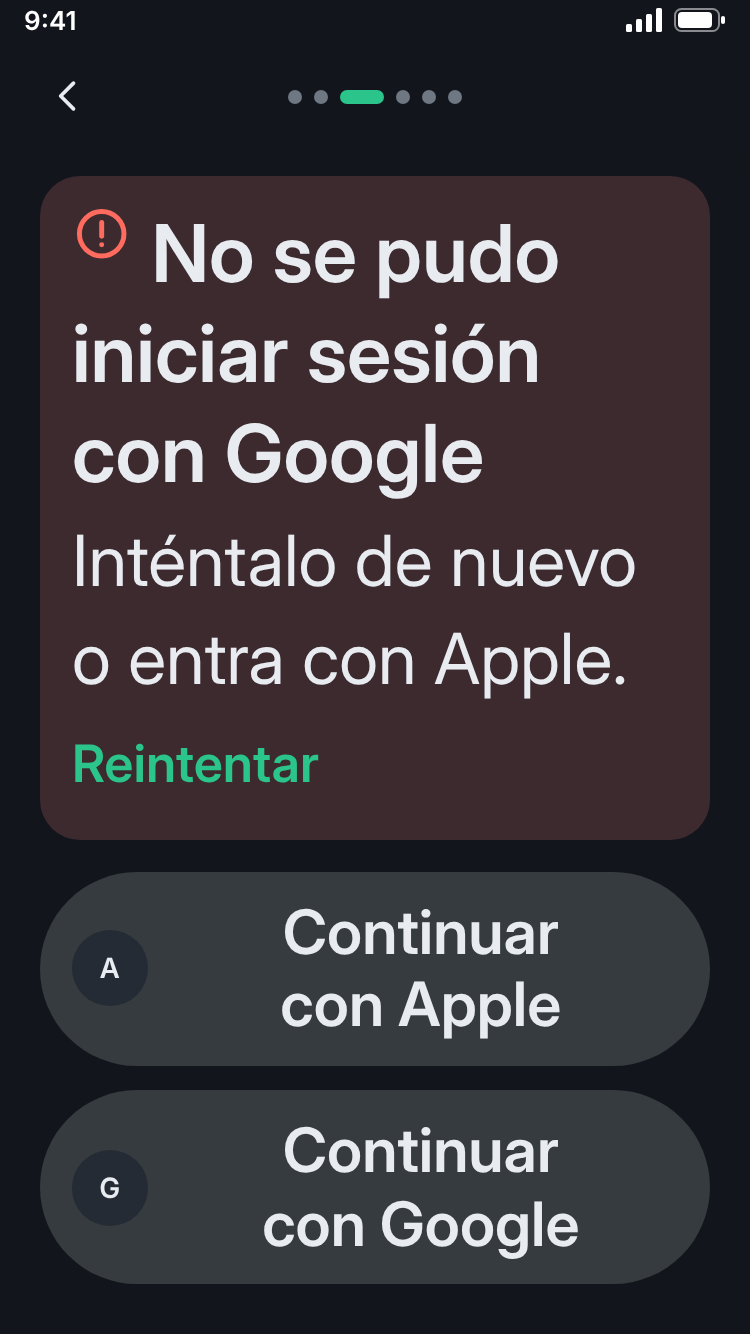 9:41
No se pudo
iniciar sesión
con Google
Inténtalo de nuevo
o entra con Apple.
Reintentar
A
Continuar
con Apple
G
Continuar
con Google